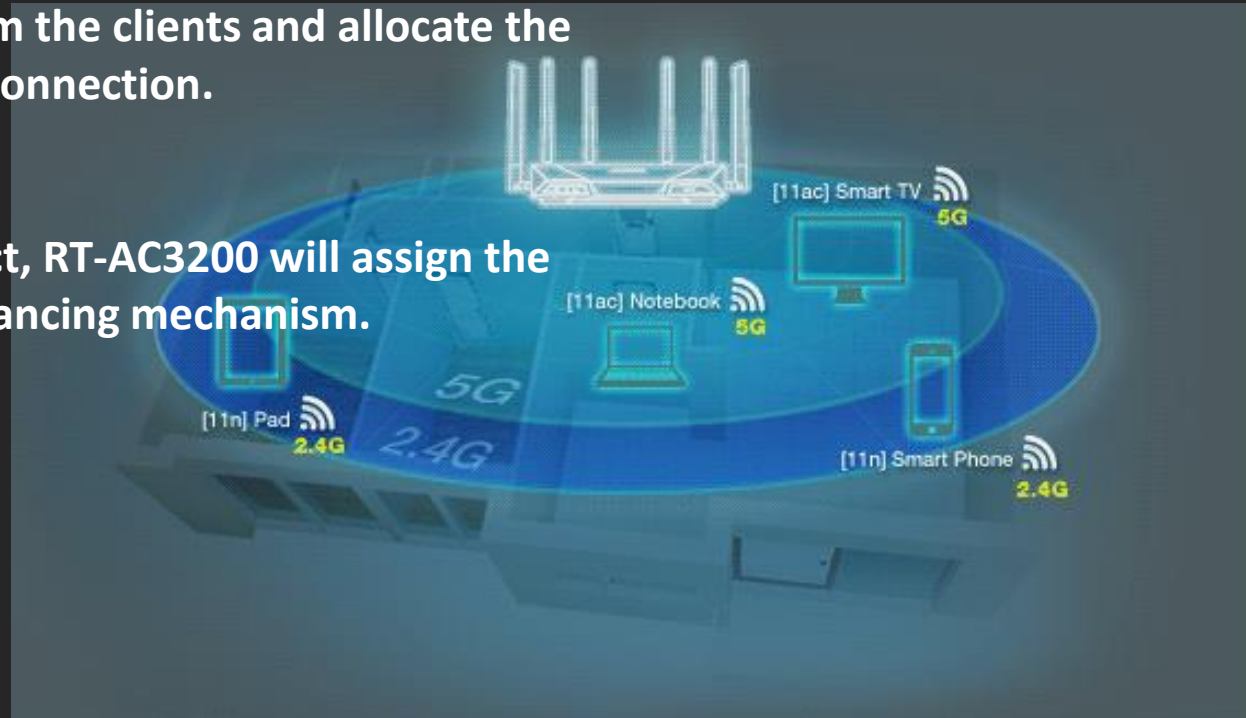 m the clients and allocate the
onnection.
[11ac] Smart TV
5G
ct, RT-AC3200 will assign the
[11ac] Notebook
ancing mechanism.
5G
5G
[11n] Pad
2.4G
2.4G
[11n] Smart Phone
2.4G